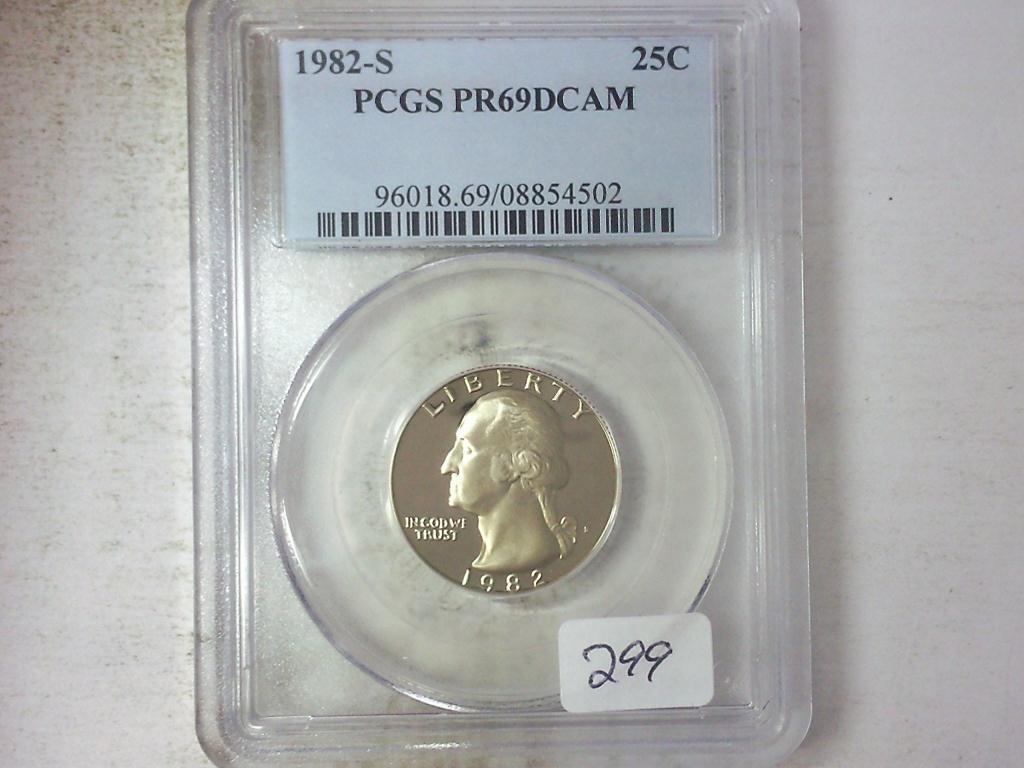 1982-S 25C
PCGS PR69DCAM
96018.69/08854502
LIBERTY
IN GOD WE
TRUST
S
1982
299